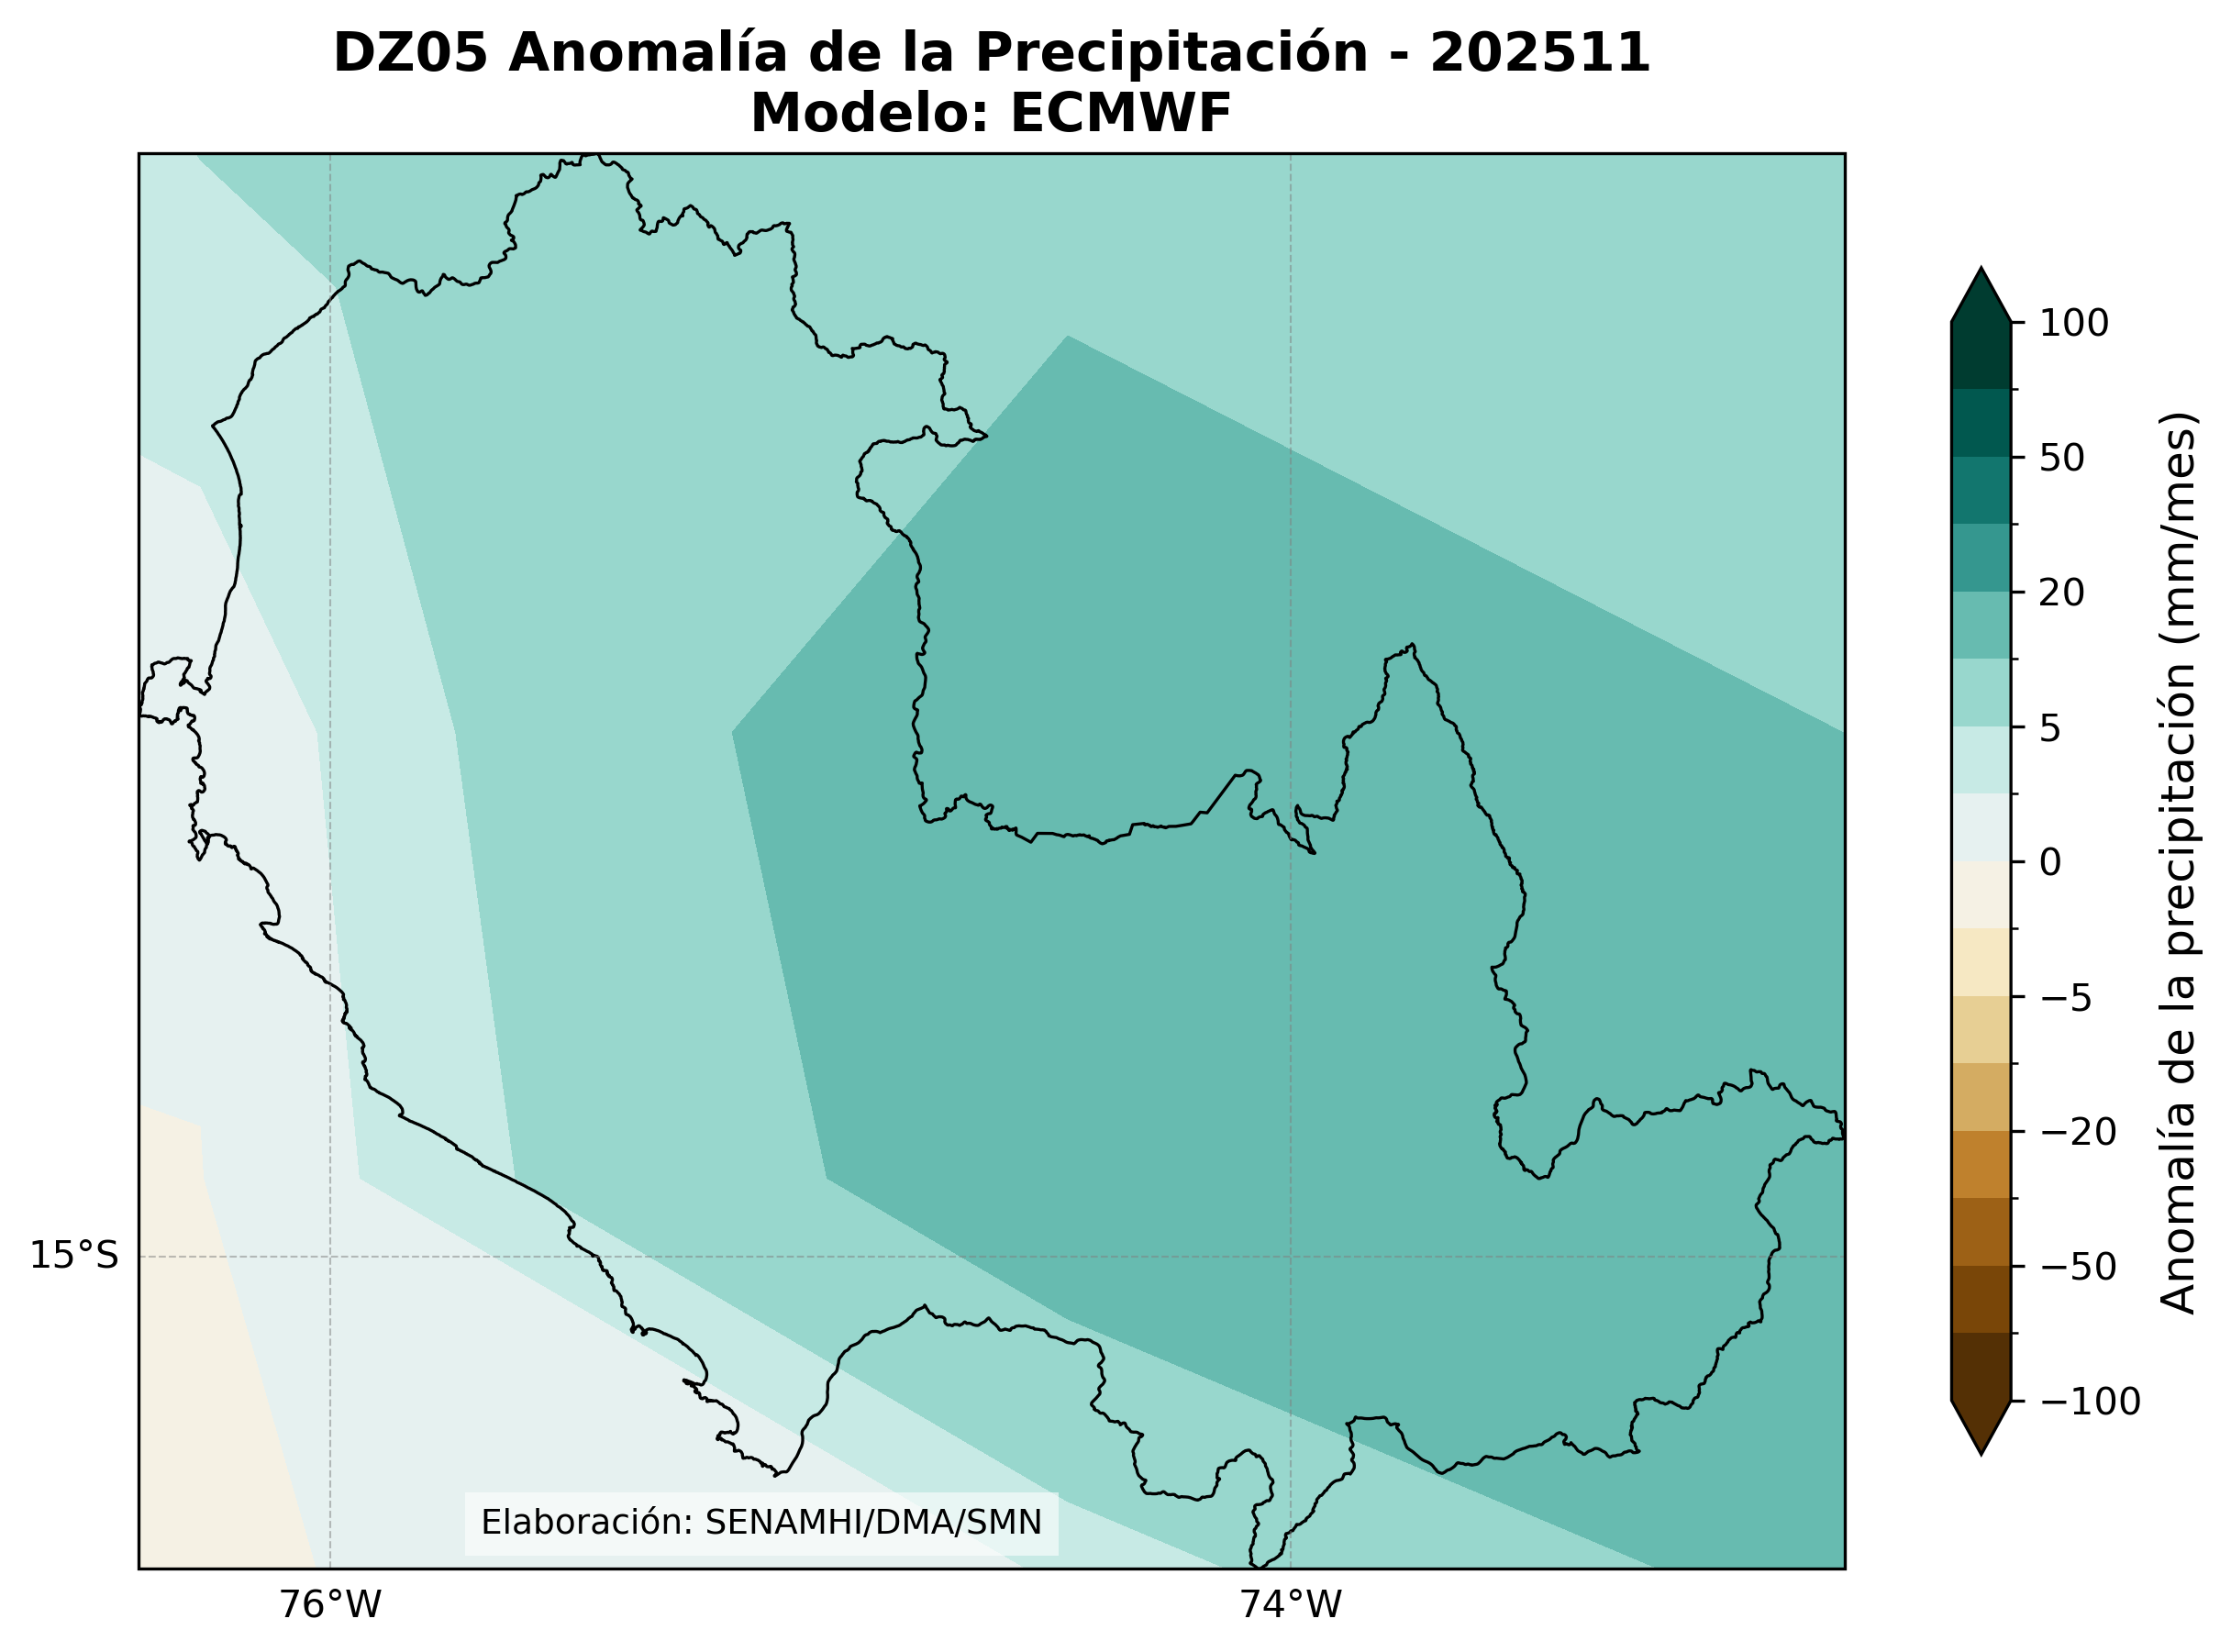 DZ05 Anomalía de la Precipitación - 202511
Modelo: ECMWF
100
50
20
5
0
−5
−20
−50
−100
Anomalía de la precipitación (mm/mes)
15°S
Elaboración: SENAMHI/DMA/SMN
76°W
74°W